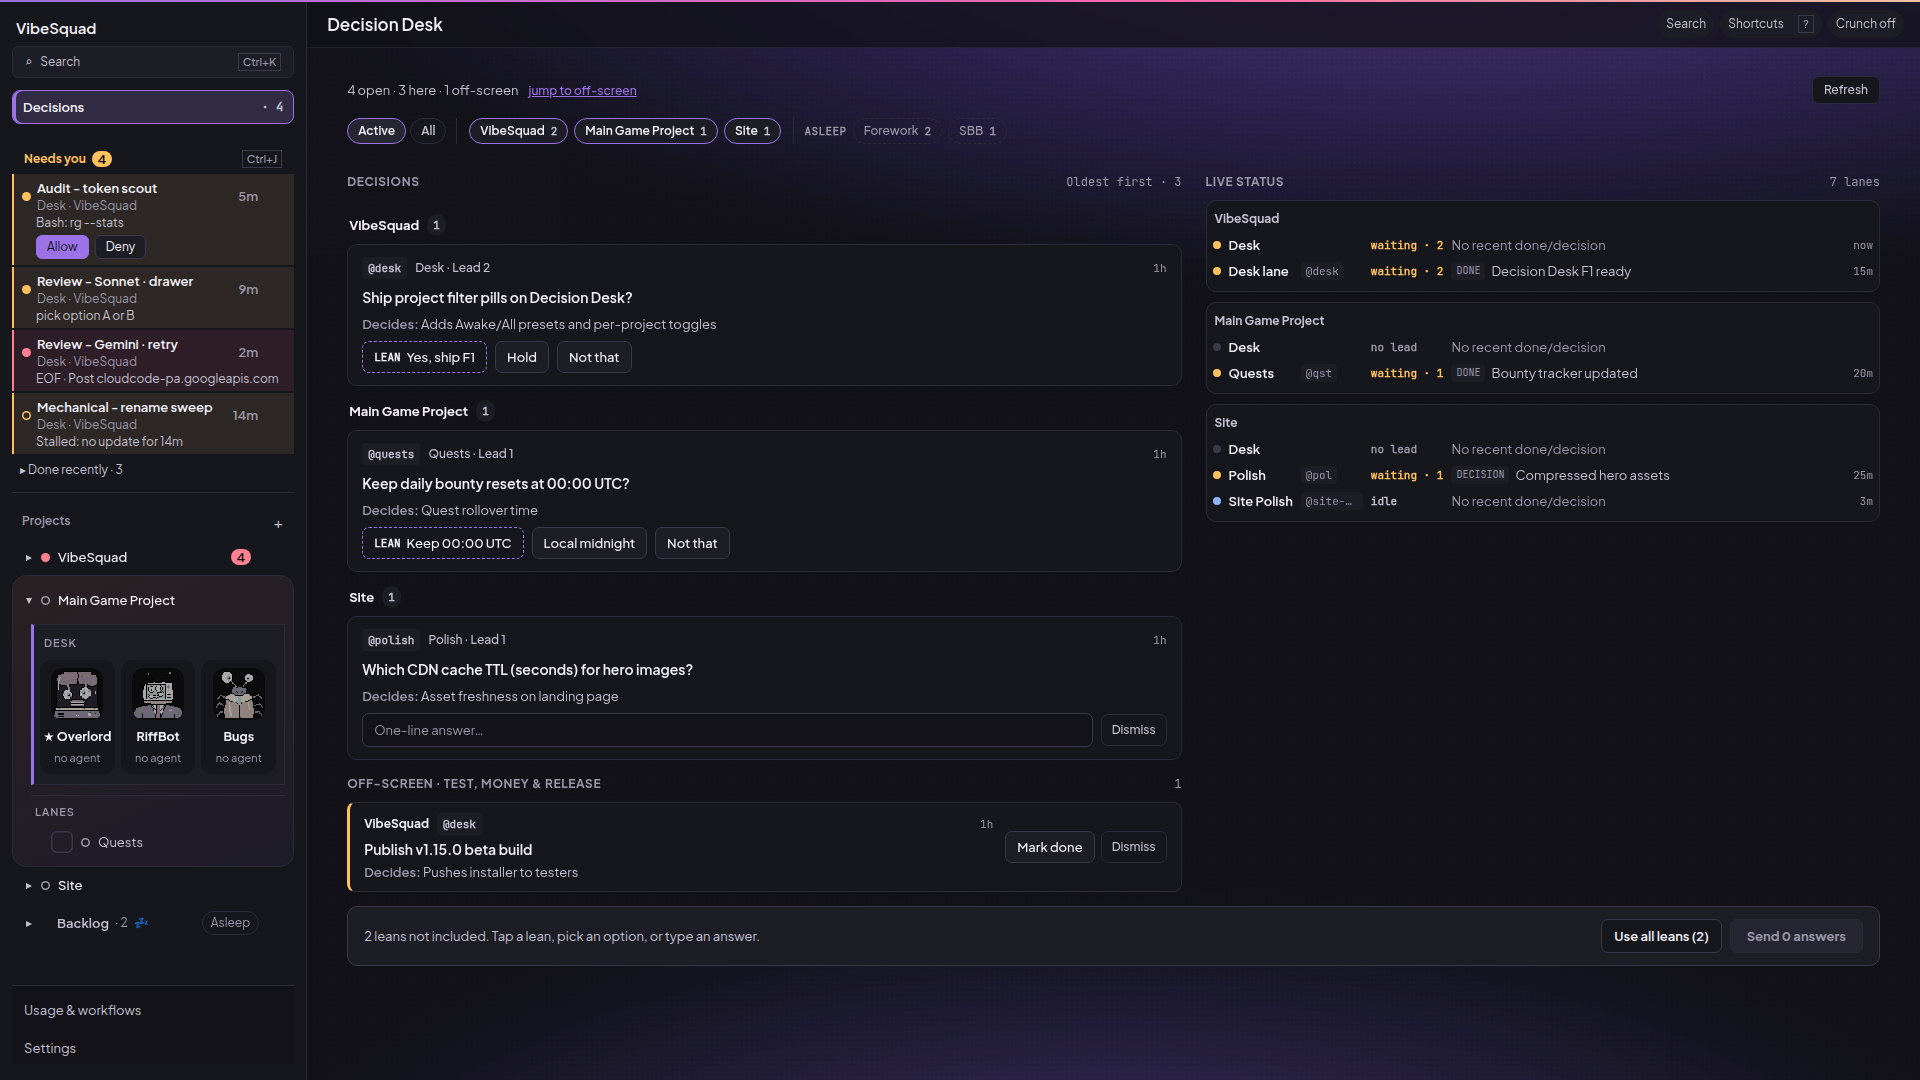 VibeSquad
Search Ctrl+K
Decisions · 4
Needs you 4 Ctrl+J
Audit – token scout 5m
Desk · VibeSquad
Bash: rg --stats
Allow Deny
Review – Sonnet · drawer 9m
Desk · VibeSquad
pick option A or B
Review – Gemini · retry 2m
Desk · VibeSquad
EOF · Post cloudcode-pa.googleapis.com
Mechanical – rename sweep 14m
Desk · VibeSquad
Stalled: no update for 14m
▸ Done recently · 3
Projects +
VibeSquad 4
Main Game Project
DESK
★ Overlord RiffBot Bugs
no agent no agent no agent
LANES
Quests
Site
Backlog · 2 Asleep
Usage & workflows
Settings
Decision Desk
Search Shortcuts ? Crunch off
4 open · 3 here · 1 off-screen jump to off-screen
Refresh
Active All VibeSquad 2 Main Game Project 1 Site 1 ASLEEP Forework 2 SBB 1
DECISIONS Oldest first · 3
VibeSquad 1
@desk Desk · Lead 2 1h
Ship project filter pills on Decision Desk?
Decides: Adds Awake/All presets and per-project toggles
LEAN Yes, ship F1 Hold Not that
Main Game Project 1
@quests Quests · Lead 1 1h
Keep daily bounty resets at 00:00 UTC?
Decides: Quest rollover time
LEAN Keep 00:00 UTC Local midnight Not that
Site 1
@polish Polish · Lead 1 1h
Which CDN cache TTL (seconds) for hero images?
Decides: Asset freshness on landing page
One-line answer... Dismiss
OFF-SCREEN · TEST, MONEY & RELEASE 1
VibeSquad @desk 1h
Publish v1.15.0 beta build
Decides: Pushes installer to testers
Mark done Dismiss
2 leans not included. Tap a lean, pick an option, or type an answer.
Use all leans (2) Send 0 answers
LIVE STATUS 7 lanes
VibeSquad
Desk waiting · 2 No recent done/decision now
Desk lane @desk waiting · 2 DONE Decision Desk F1 ready 15m
Main Game Project
Desk no lead No recent done/decision
Quests @qst waiting · 1 DONE Bounty tracker updated 20m
Site
Desk no lead No recent done/decision
Polish @pol waiting · 1 DECISION Compressed hero assets 25m
Site Polish @site-… idle No recent done/decision 3m